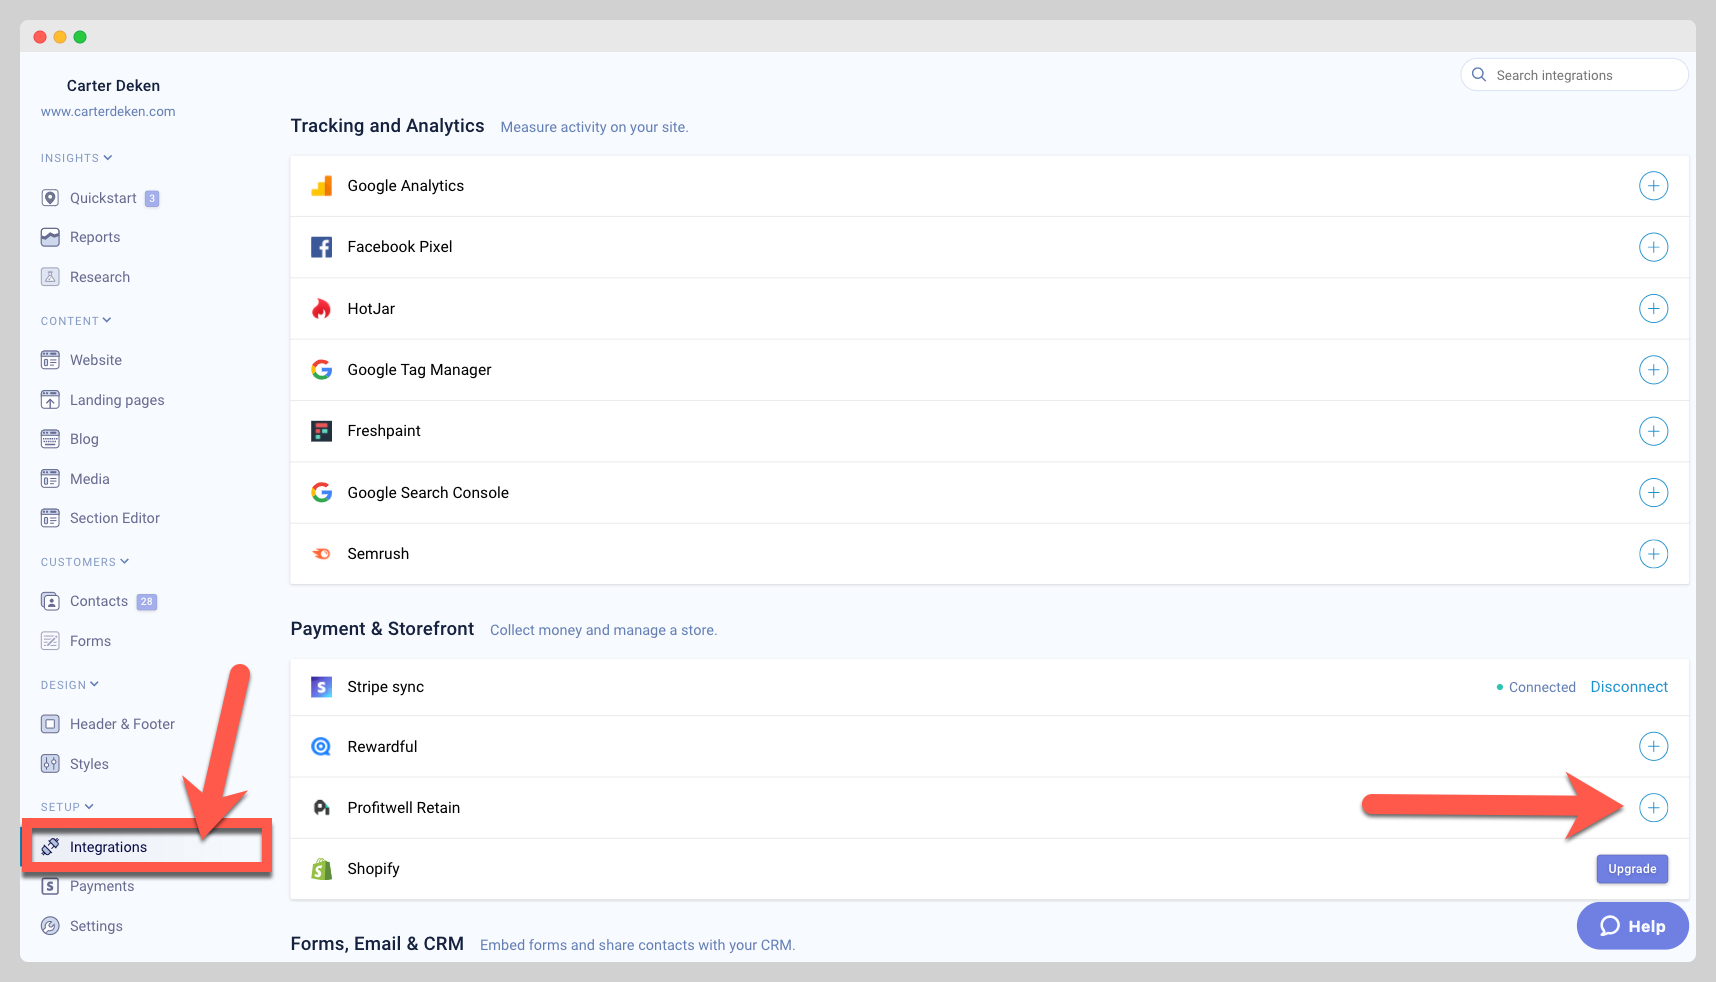 Carter Deken
www.carterdeken.com
INSIGHTS
Quickstart 3
Reports
Research
CONTENT
Website
Landing pages
Blog
Media
Section Editor
CUSTOMERS
Contacts 28
Forms
DESIGN
Header & Footer
Styles
SETUP
Integrations
Payments
Settings
Search integrations
Tracking and Analytics Measure activity on your site.
Google Analytics
Facebook Pixel
HotJar
Google Tag Manager
Freshpaint
Google Search Console
Semrush
Payment & Storefront Collect money and manage a store.
Stripe sync Connected Disconnect
Rewardful
Profitwell Retain
Shopify Upgrade
Forms, Email & CRM Embed forms and share contacts with your CRM.
Help